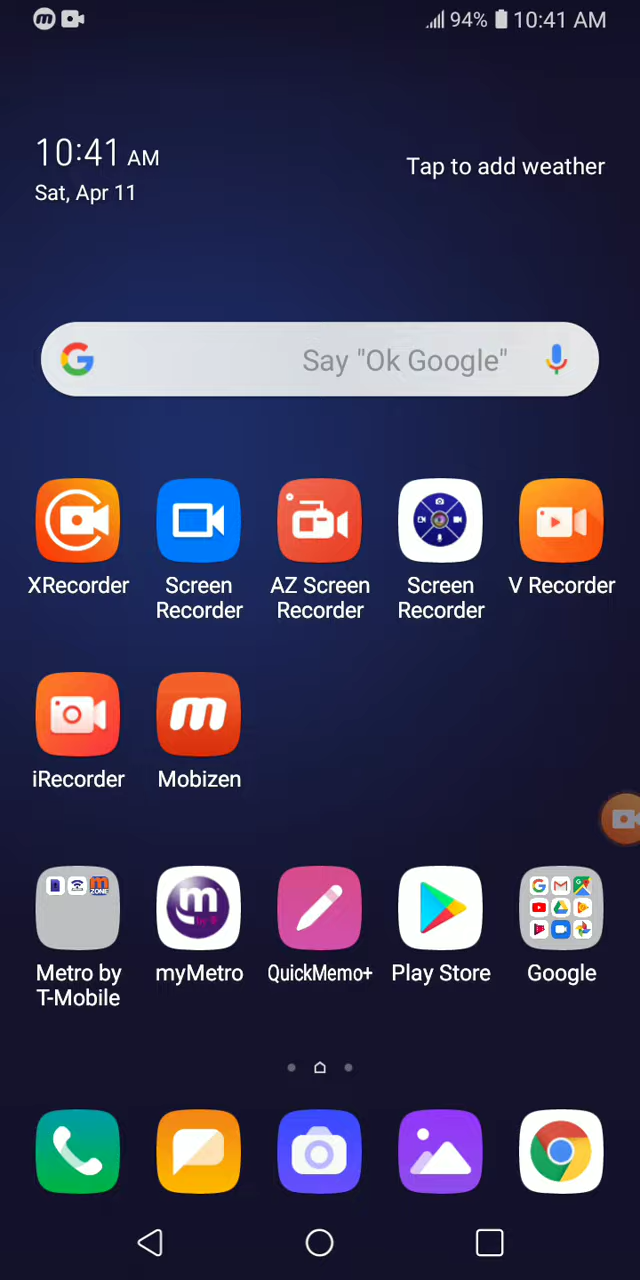 94% 10:41 AM
10:41 AM
Sat, Apr 11
Tap to add weather
Say "Ok Google"
XRecorder
Screen
Recorder
AZ Screen
Recorder
Screen
Recorder
V Recorder
iRecorder
Mobizen
Metro by
T-Mobile
myMetro
QuickMemo+
Play Store
Google